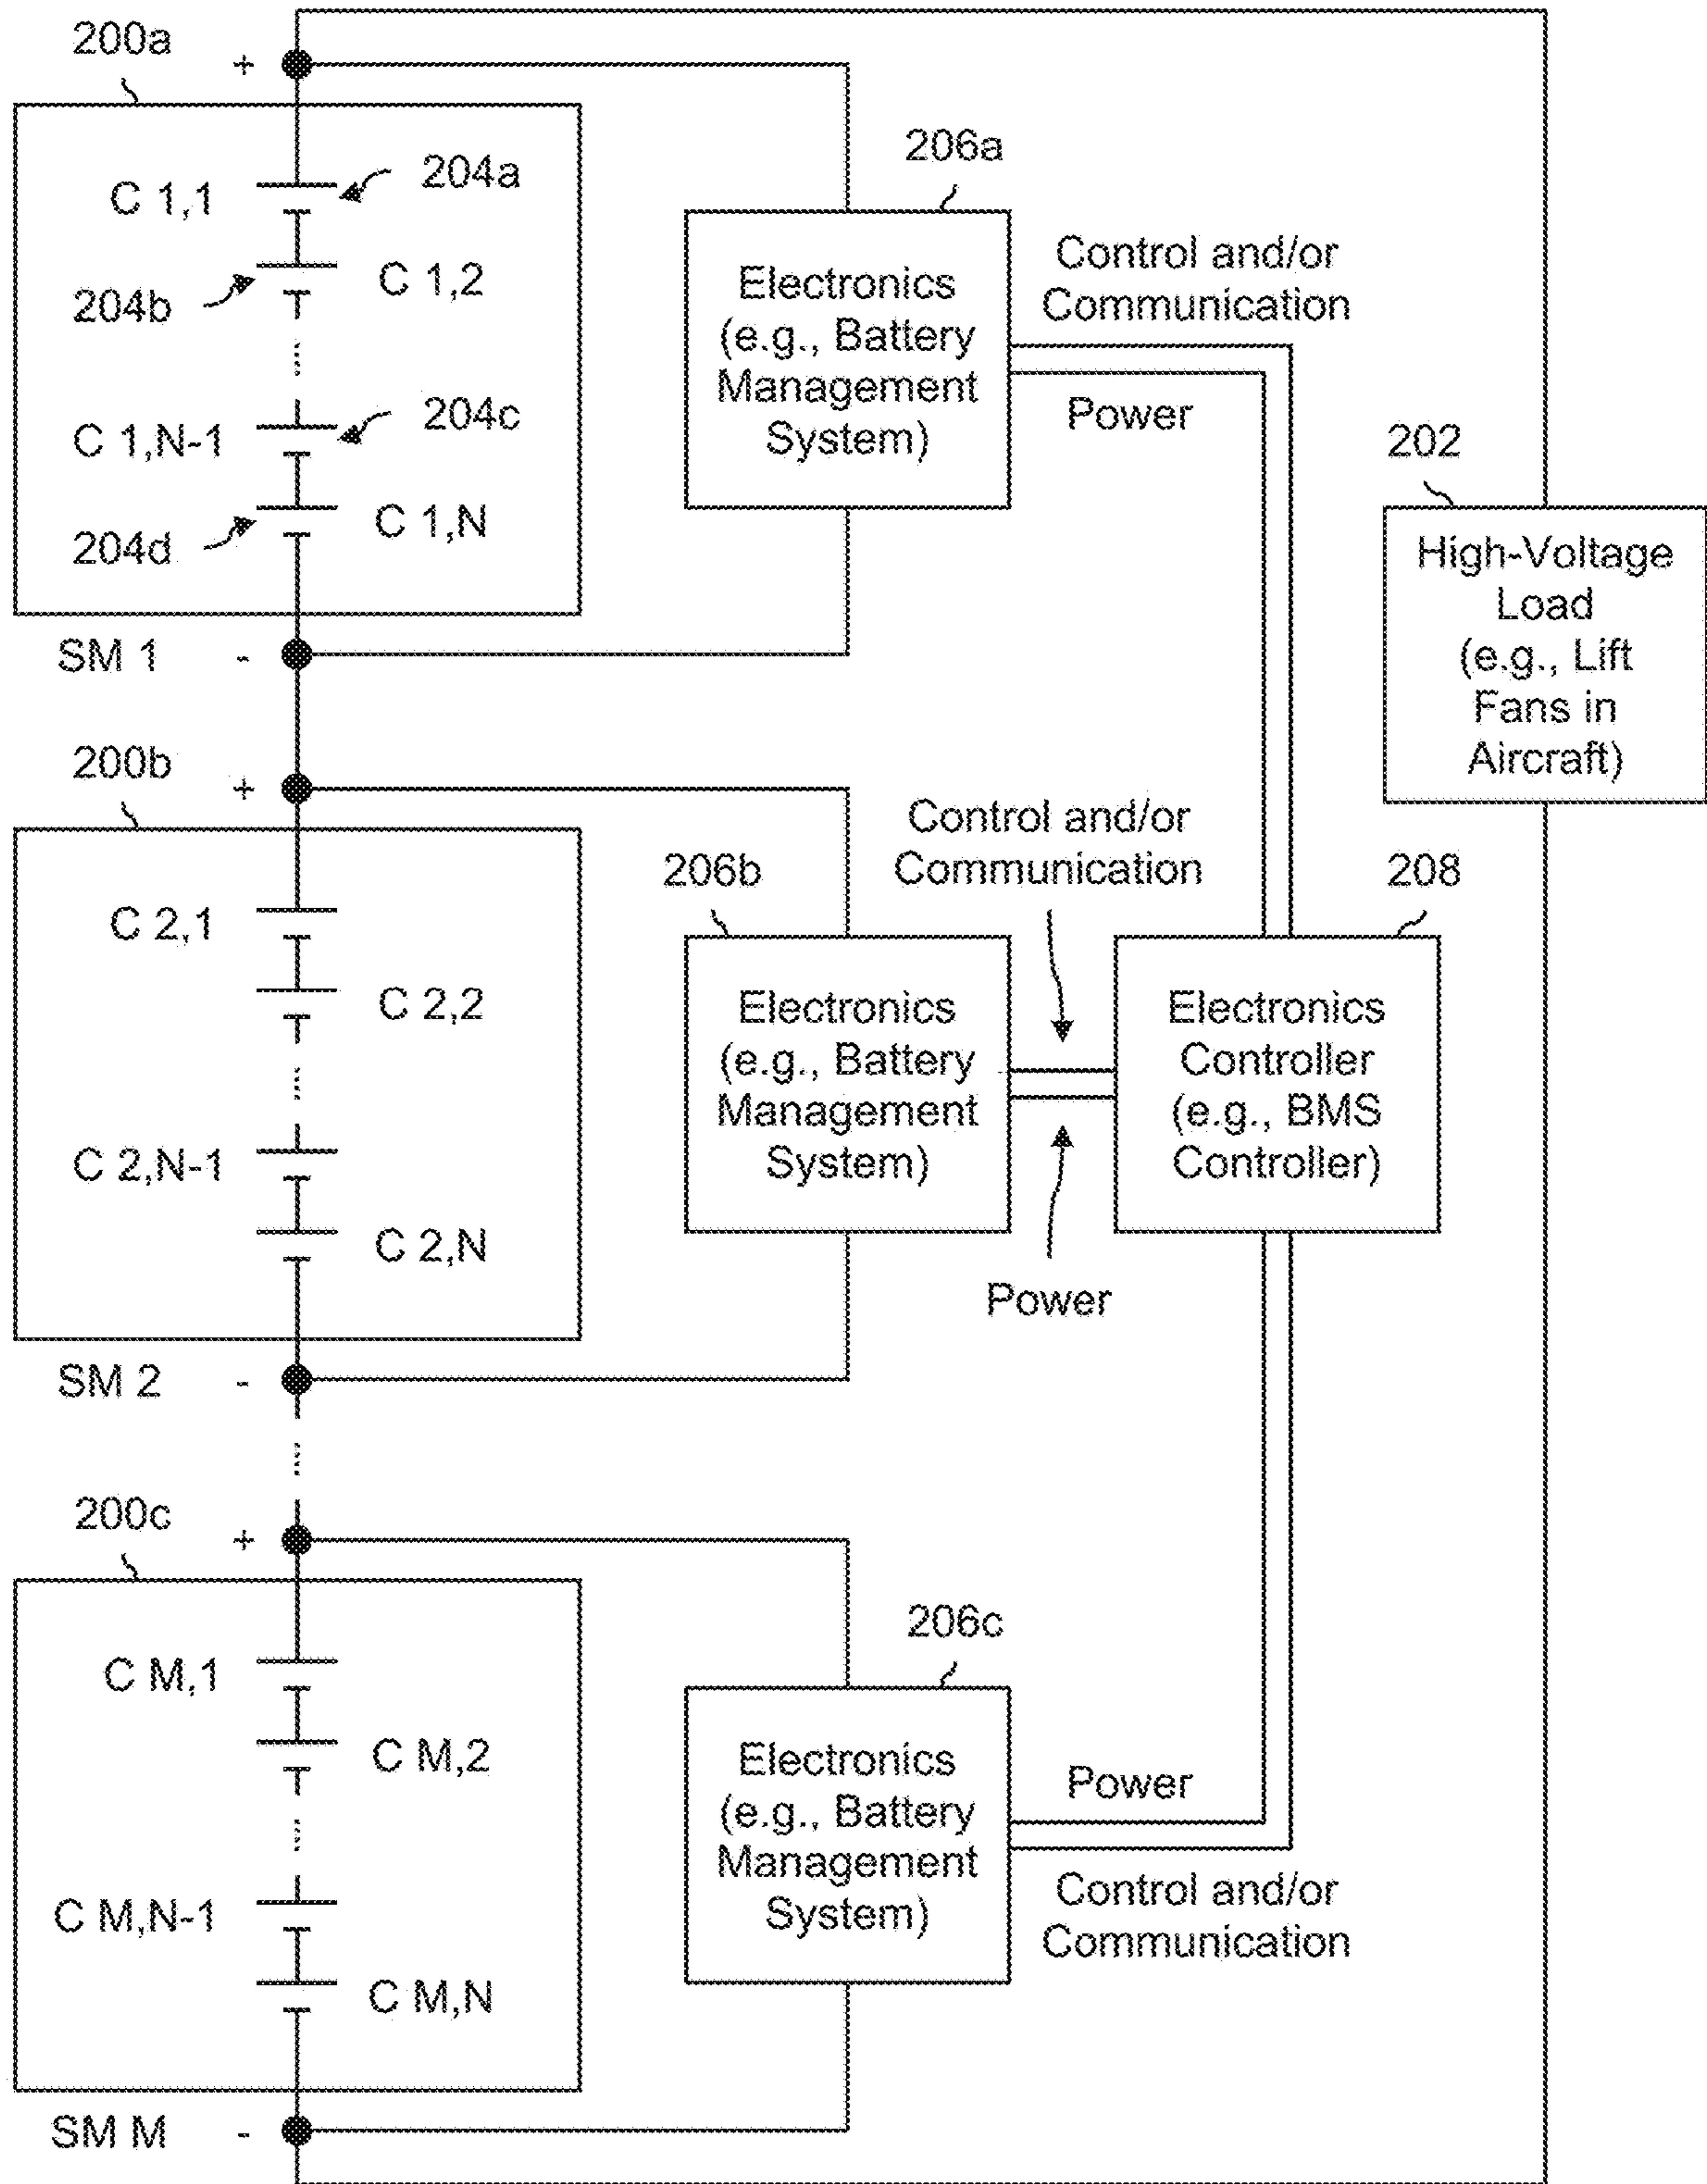 200a
+
C 1,1
204a
204b
C 1,2
C 1,N-1
204c
204d
C 1,N
SM 1
-
206a
Electronics
(e.g., Battery
Management
System)
Control and/or
Communication
Power
202
High-Voltage
Load
(e.g., Lift
Fans in
Aircraft)
200b
+
C 2,1
C 2,2
C 2,N-1
C 2,N
SM 2
-
206b
Electronics
(e.g., Battery
Management
System)
Control and/or
Communication
Power
208
Electronics
Controller
(e.g., BMS
Controller)
200c
+
C M,1
C M,2
C M,N-1
C M,N
SM M
-
206c
Electronics
(e.g., Battery
Management
System)
Power
Control and/or
Communication